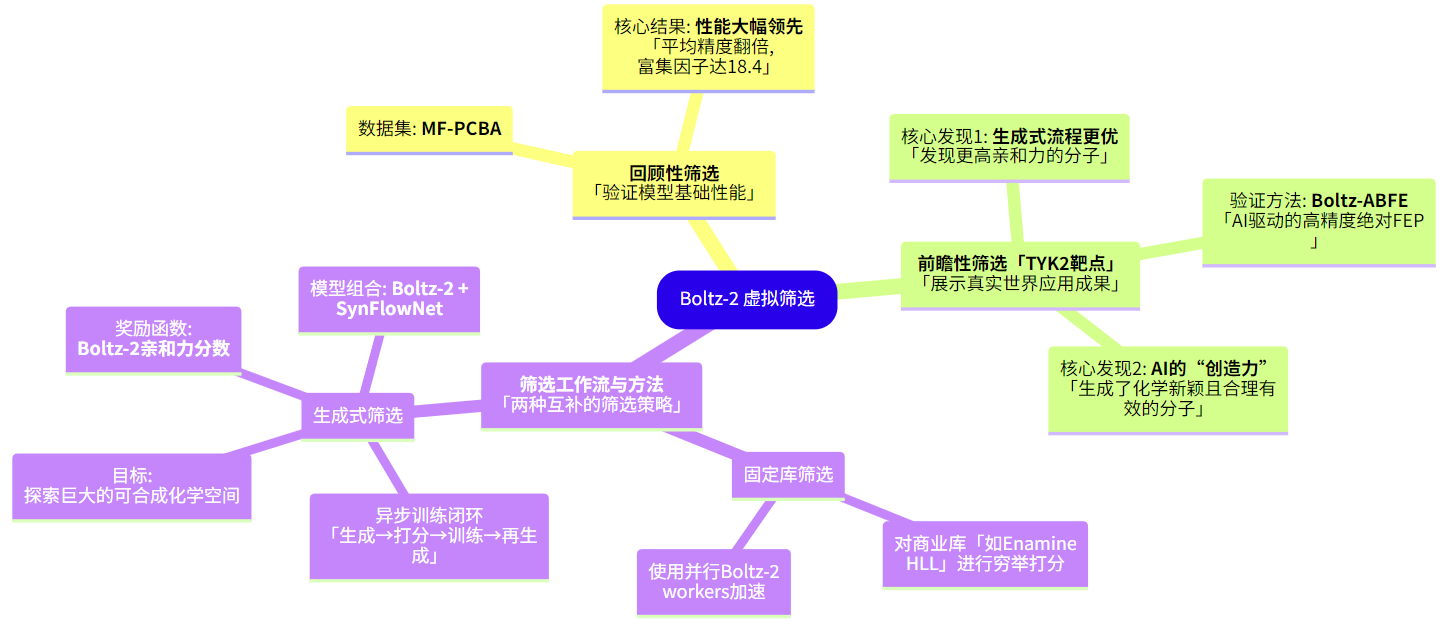 核心结果: 性能大幅领先
「平均精度翻倍,
富集因子达18.4」
数据集: MF-PCBA
回顾性筛选
「验证模型基础性能」
核心发现1: 生成式流程更优
「发现更高亲和力的分子」
验证方法: Boltz-ABFE
「AI驱动的高精度绝对FEP
」
前瞻性筛选「TYK2靶点」
「展示真实世界应用成果」
核心发现2: AI的“创造力”
「生成了化学新颖且合理有
效的分子」
Boltz-2 虚拟筛选
模型组合: Boltz-2 +
SynFlowNet
奖励函数:
Boltz-2亲和力分数
筛选工作流与方法
「两种互补的筛选策略」
生成式筛选
目标:
探索巨大的可合成化学空间
异步训练闭环
「生成→打分→训练→再生
成」
固定库筛选
使用并行Boltz-2
workers加速
对商业库「如Enamine
HLL」进行穷举打分